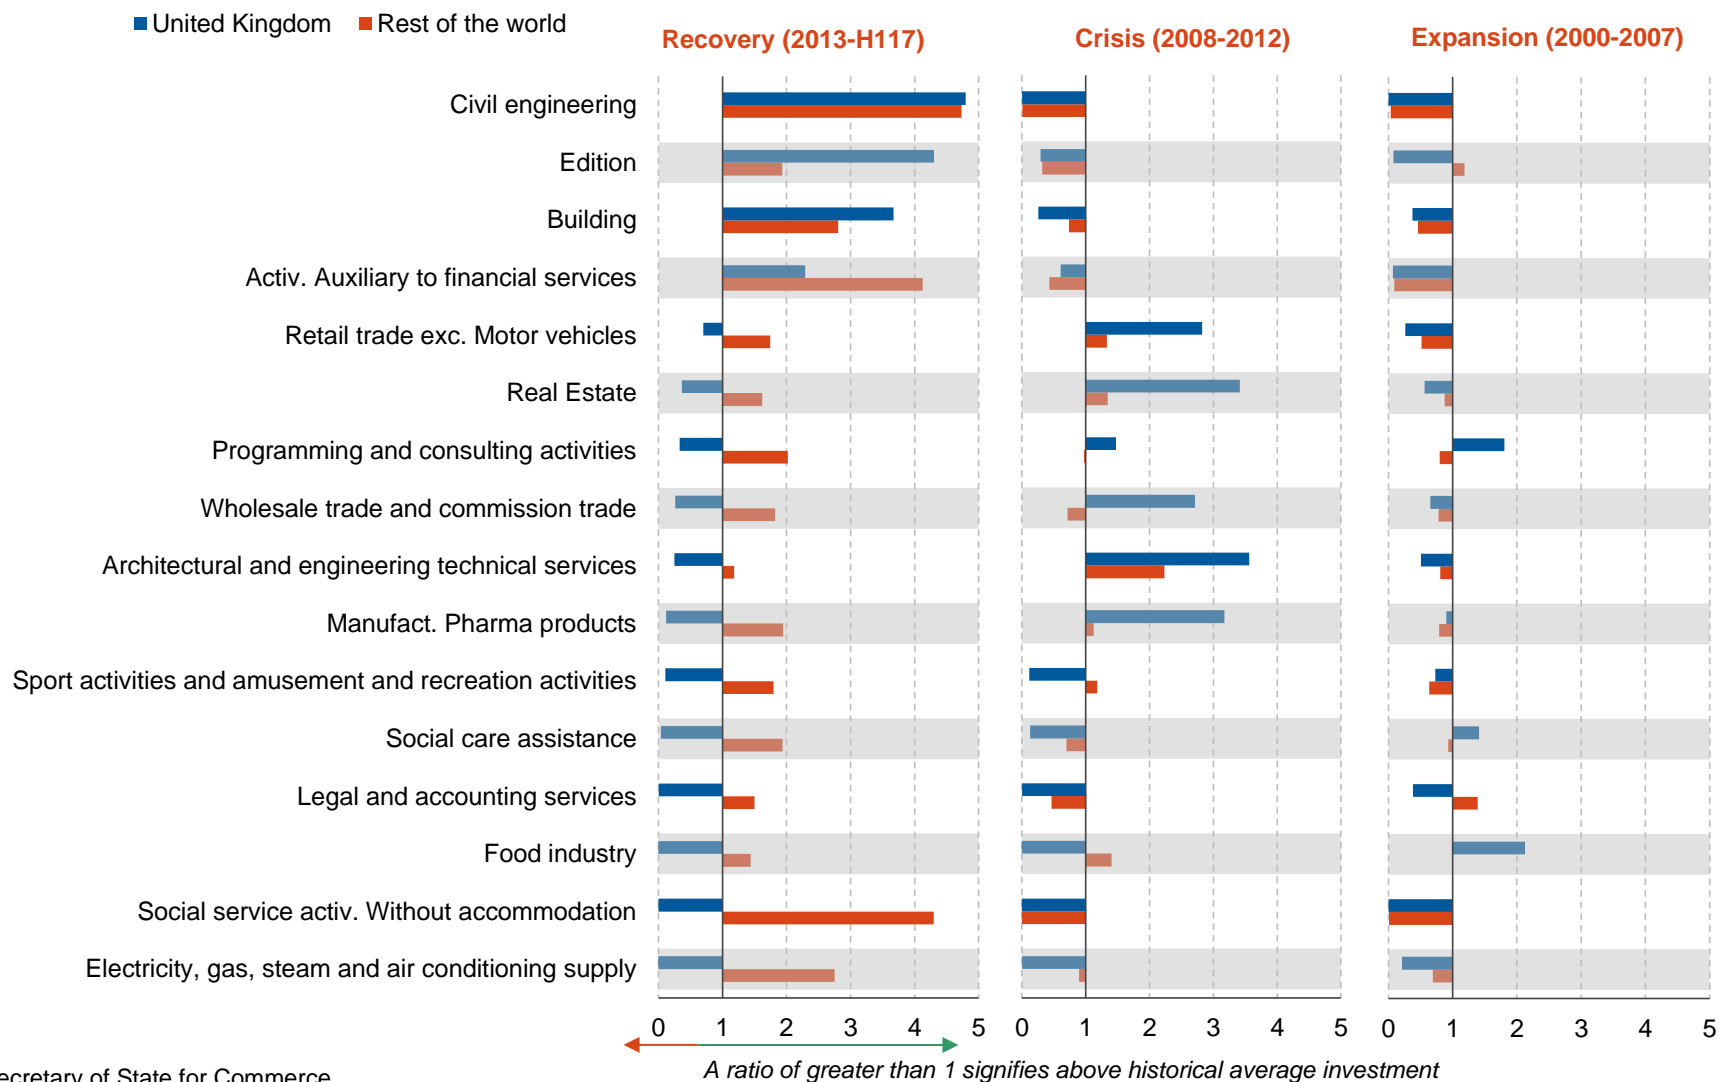 United Kingdom Rest of the world
Recovery (2013-H117) Crisis (2008-2012) Expansion (2000-2007)
Civil engineering
Edition
Building
Activ. Auxiliary to financial services
Retail trade exc. Motor vehicles
Real Estate
Programming and consulting activities
Wholesale trade and commission trade
Architectural and engineering technical services
Manufact. Pharma products
Sport activities and amusement and recreation activities
Social care assistance
Legal and accounting services
Food industry
Social service activ. Without accommodation
Electricity, gas, steam and air conditioning supply
0 1 2 3 4 5 0 1 2 3 4 5 0 1 2 3 4 5
A ratio of greater than 1 signifies above historical average investment
ecretary of State for Commerce